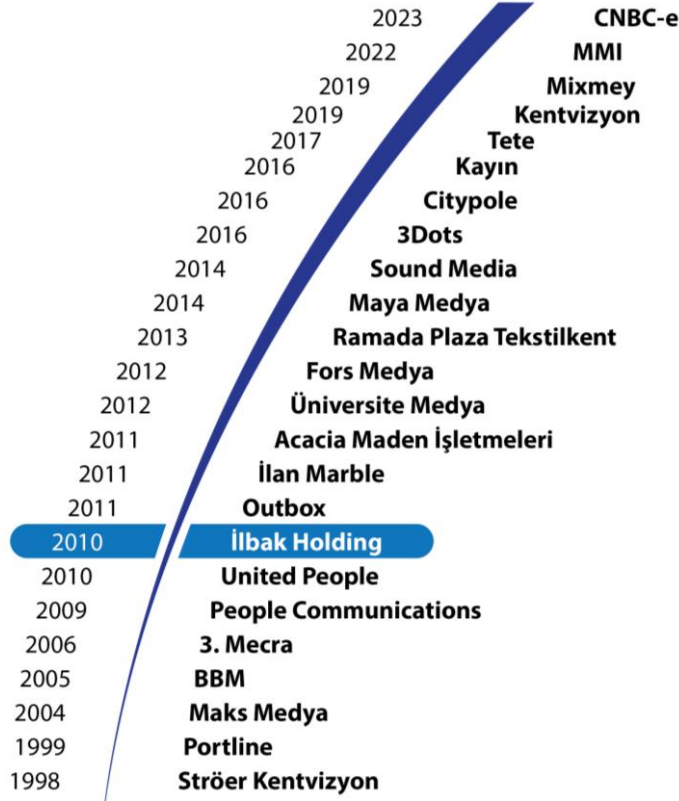 2023 CNBC-e
2022 MMI
2019 Mixmey
2019 Kentvizyon
2017 Tete
2016 Kayın
2016 Citypole
2016 3Dots
2014 Sound Media
2014 Maya Medya
2013 Ramada Plaza Tekstilkent
2012 Fors Medya
2012 Üniversite Medya
2011 Acacia Maden İşletmeleri
2011 İlan Marble
2011 Outbox
2010 İlbak Holding
2010 United People
2009 People Communications
2006 3. Mecra
2005 BBM
2004 Maks Medya
1999 Portline
1998 Ströer Kentvizyon